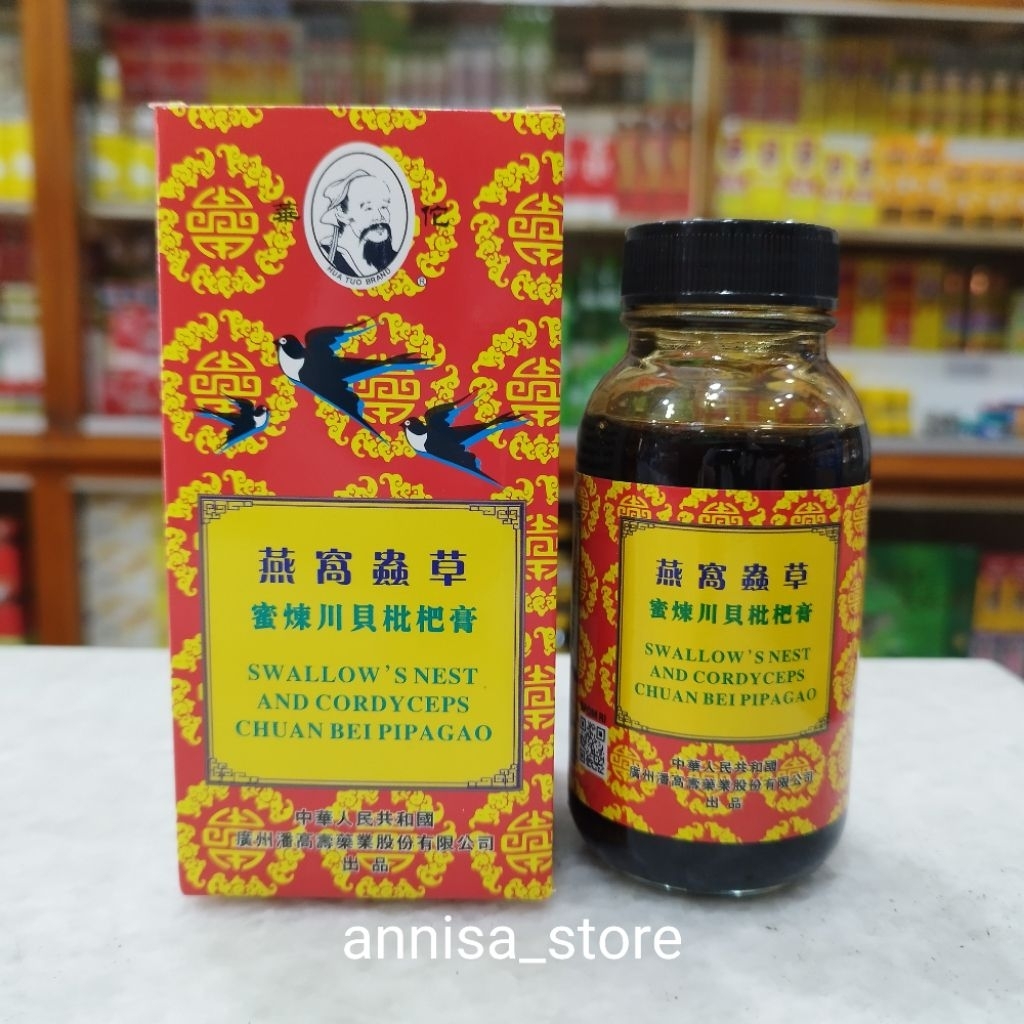 華 佗
HUA TUO BRAND
®
燕窩蟲草
蜜煉川貝枇杷膏
SWALLOW'S NEST
AND CORDYCEPS
CHUAN BEI PIPAGAO
中華人民共和國
廣州潘高壽藥業股份有限公司
出品
燕窩蟲草
蜜煉川貝枇杷膏
SWALLOW'S NEST
AND CORDYCEPS
CHUAN BEI PIPAGAO
中華人民共和國
廣州潘高壽藥業股份有限公司
出品
annisa_store